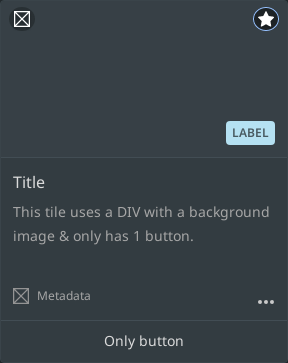 LABEL
Title
This tile uses a DIV with a background
image & only has 1 button.
Metadata
Only button